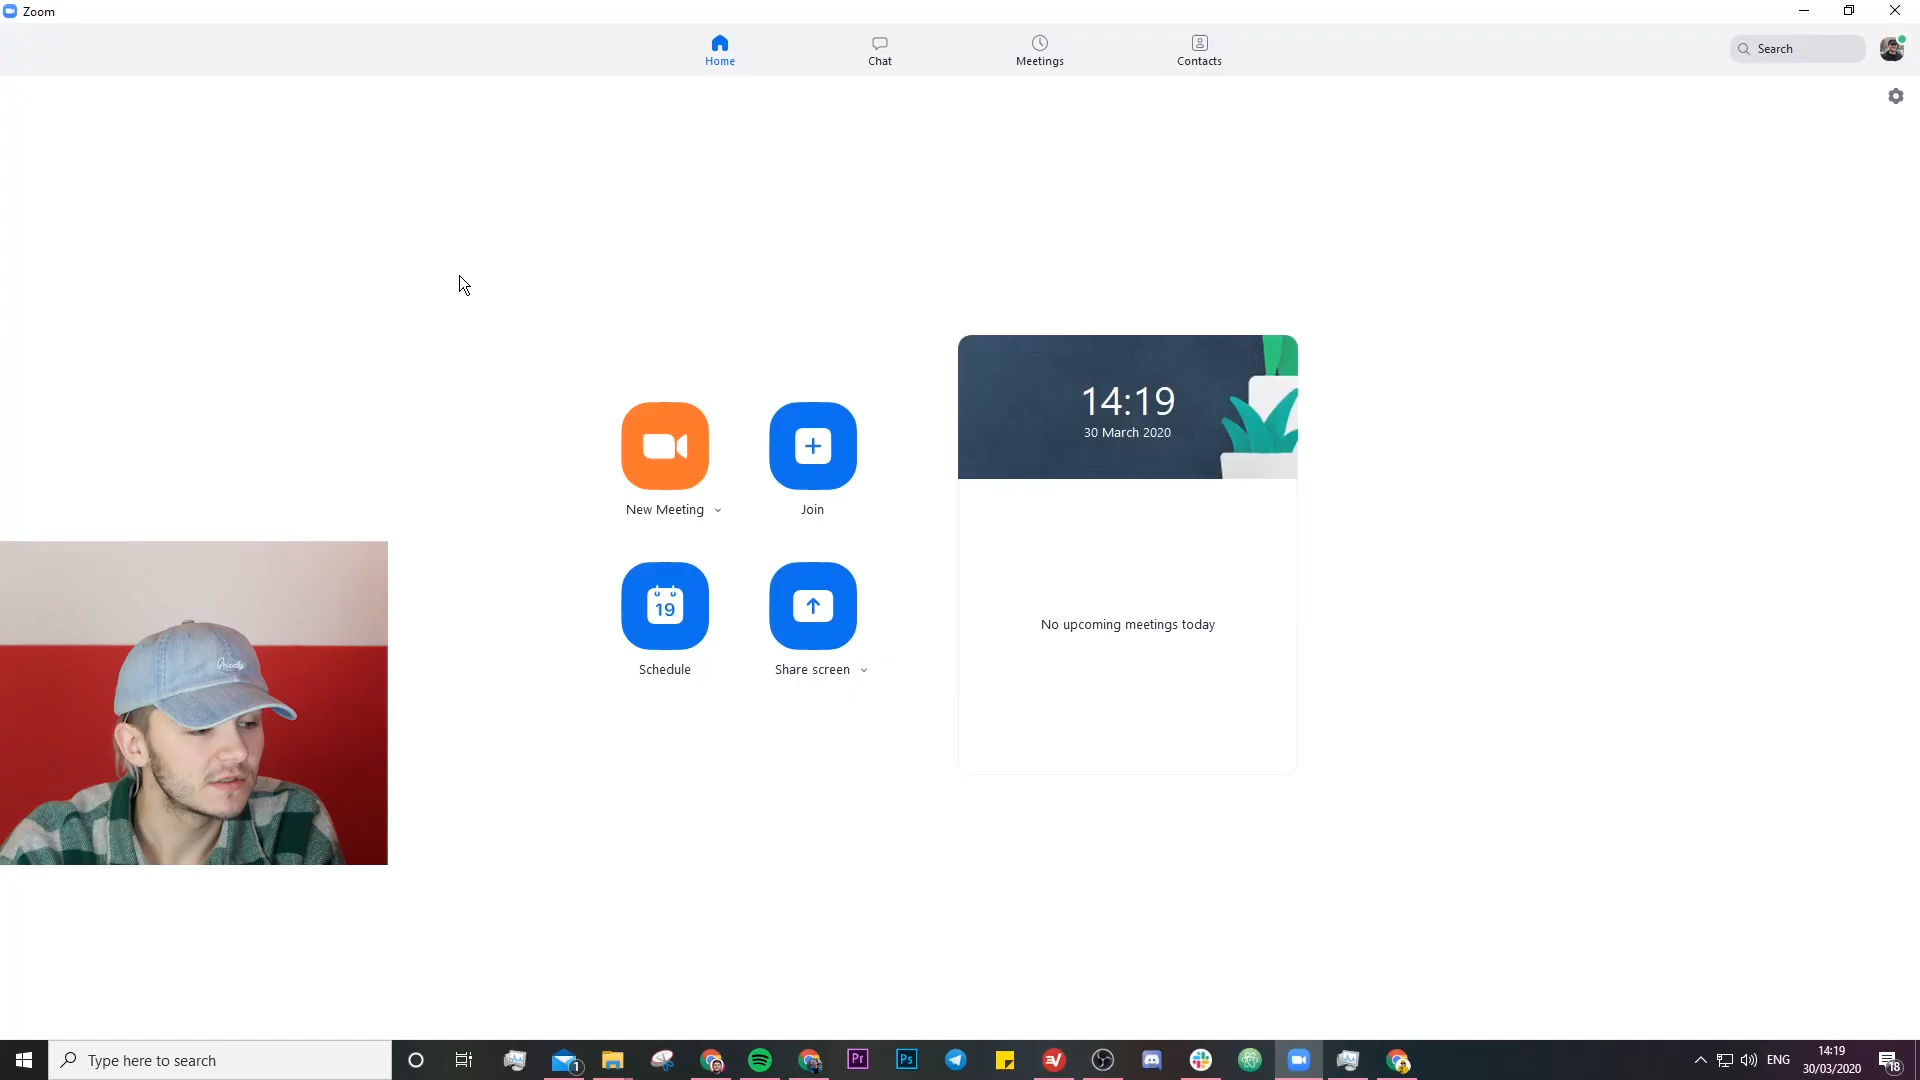 Zoom
Home
Chat
Meetings
Contacts
Search
14:19
30 March 2020
New Meeting
Join
19
Schedule
Share screen
No upcoming meetings today
Type here to search
1
Pr
Ps
ENG
14:19
30/03/2020
18